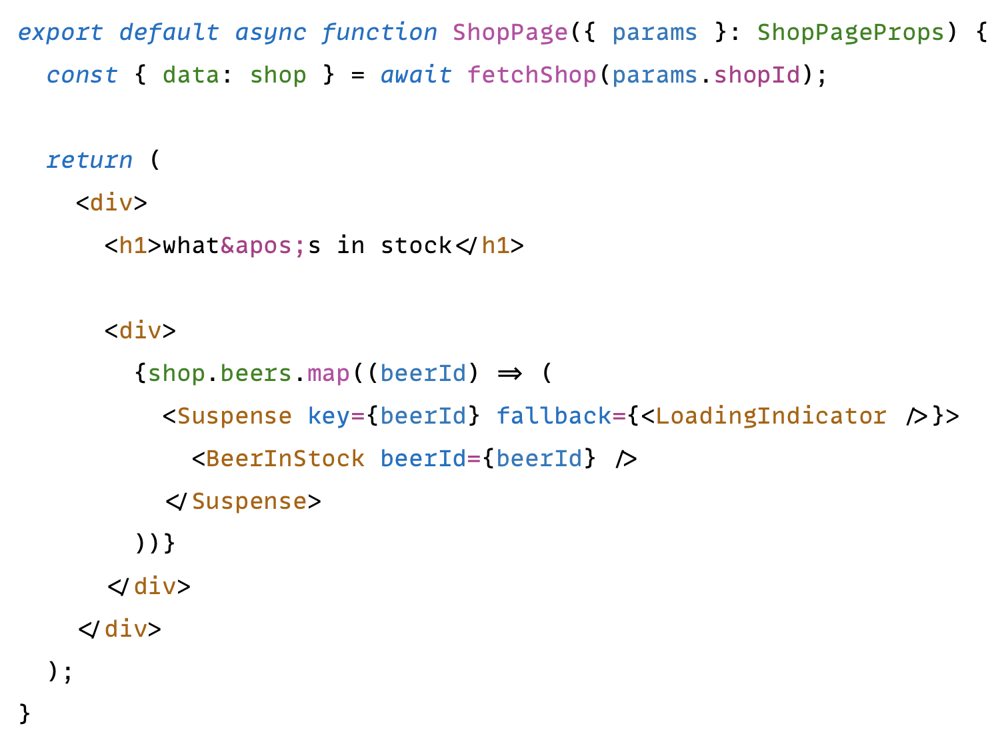 export default async function ShopPage({ params }: ShopPageProps) {
  const { data: shop } = await fetchShop(params.shopId);

  return (
    <div>
      <h1>what&apos;s in stock</h1>

      <div>
        {shop.beers.map((beerId) => (
          <Suspense key={beerId} fallback={<LoadingIndicator />}>
            <BeerInStock beerId={beerId} />
          </Suspense>
        ))}
      </div>
    </div>
  );
}